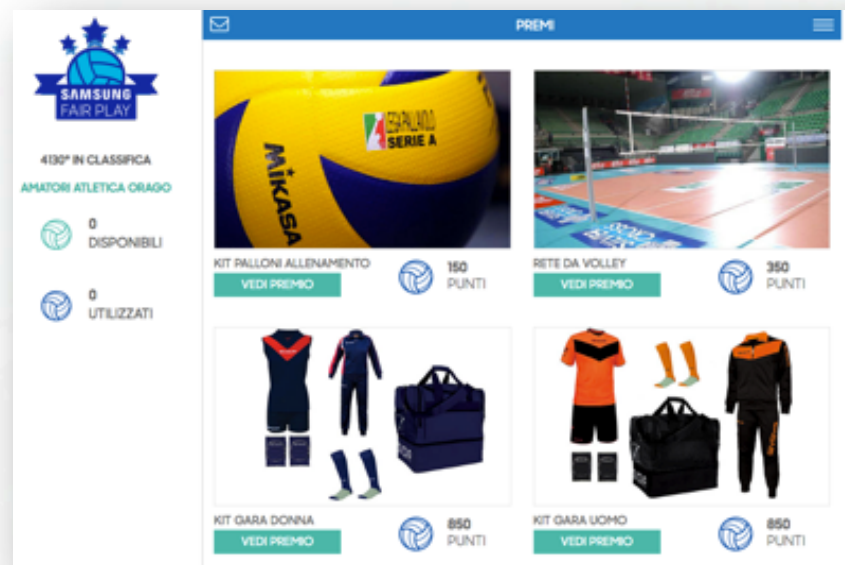 SAMSUNG
FAIR PLAY
4130° IN CLASSIFICA
AMATORI ATLETICA ORAGO
0
DISPONIBILI
0
UTILIZZATI
PREMI
MIKASA
LEGA PALLAVOLO
SERIE A
KIT PALLONI ALLENAMENTO
VEDI PREMIO
150
PUNTI
RETE DA VOLLEY
VEDI PREMIO
350
PUNTI
KIT GARA DONNA
VEDI PREMIO
850
PUNTI
KIT GARA UOMO
VEDI PREMIO
850
PUNTI